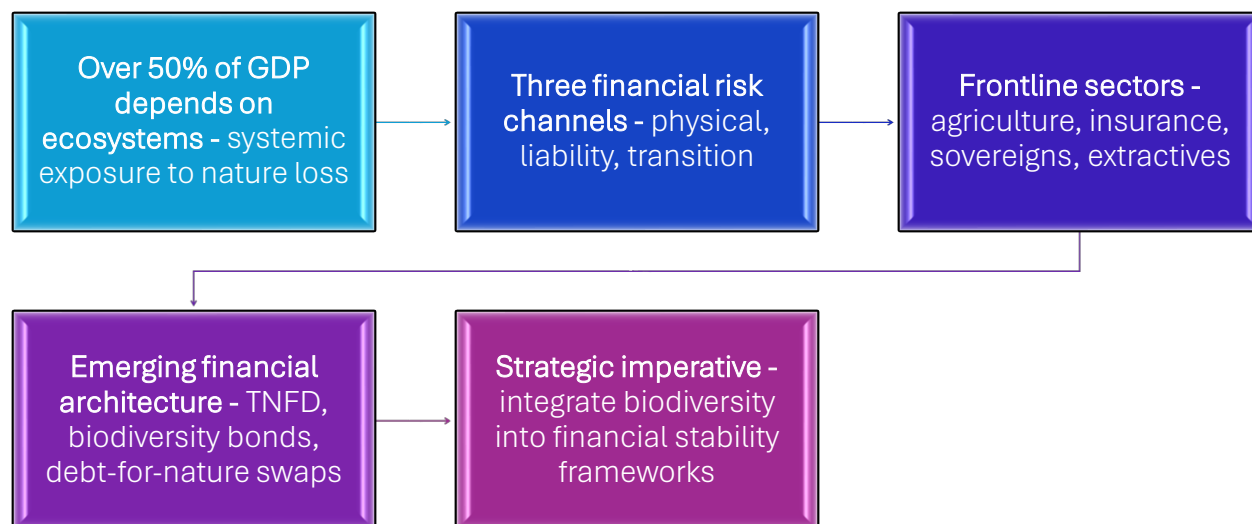 Over 50% of GDP
depends on
ecosystems - systemic
exposure to nature loss
Three financial risk
channels - physical,
liability, transition
Frontline sectors -
agriculture, insurance,
sovereigns, extractives
Emerging financial
architecture - TNFD,
biodiversity bonds,
debt-for-nature swaps
Strategic imperative -
integrate biodiversity
into financial stability
frameworks